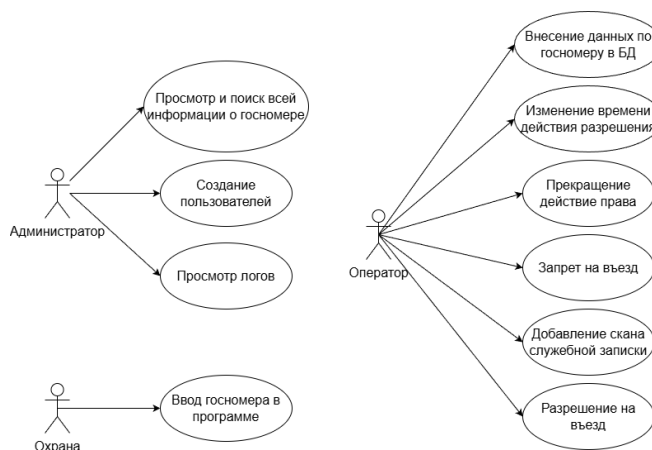 Просмотр и поиск всей
информации о госномере
Создание
пользователей
Администратор
Просмотр логов
Ввод госномера в
программе
Охрана
Внесение данных по
госномеру в БД
Изменение времени
действия разрешения
Прекращение
действие права
Оператор
Запрет на въезд
Добавление скана
служебной записки
Разрешение на
въезд